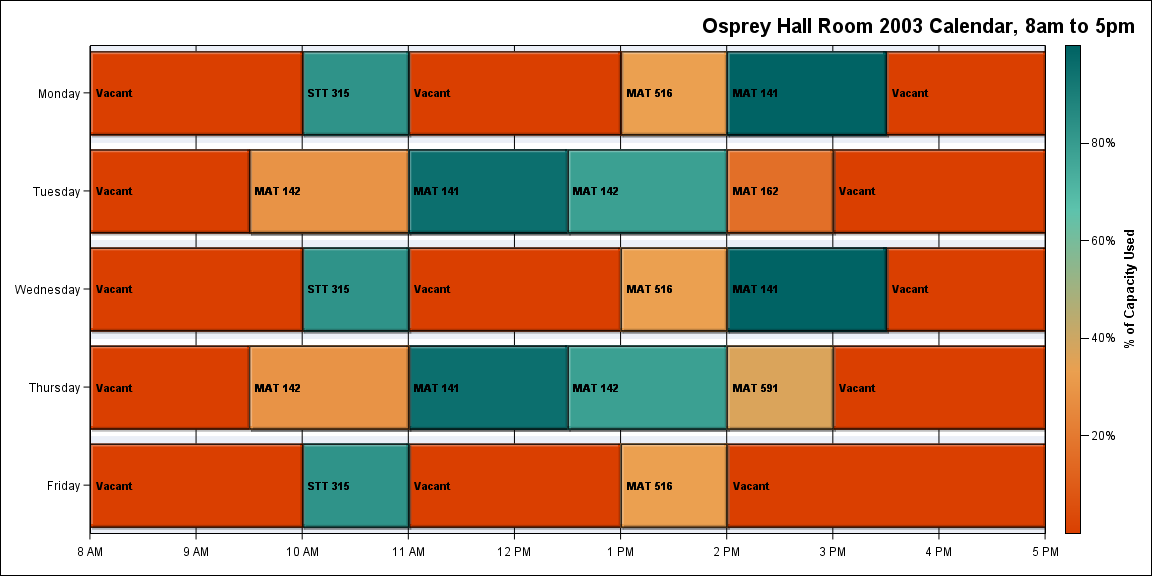 Osprey Hall Room 2003 Calendar, 8am to 5pm
Monday
Vacant
STT 315
Vacant
MAT 516
MAT 141
Vacant
Tuesday
Vacant
MAT 142
MAT 141
MAT 142
MAT 162
Vacant
Wednesday
Vacant
STT 315
Vacant
MAT 516
MAT 141
Vacant
Thursday
Vacant
MAT 142
MAT 141
MAT 142
MAT 591
Vacant
Friday
Vacant
STT 315
Vacant
MAT 516
Vacant
8 AM
9 AM
10 AM
11 AM
12 PM
1 PM
2 PM
3 PM
4 PM
5 PM
80%
60%
40%
20%
% of Capacity Used